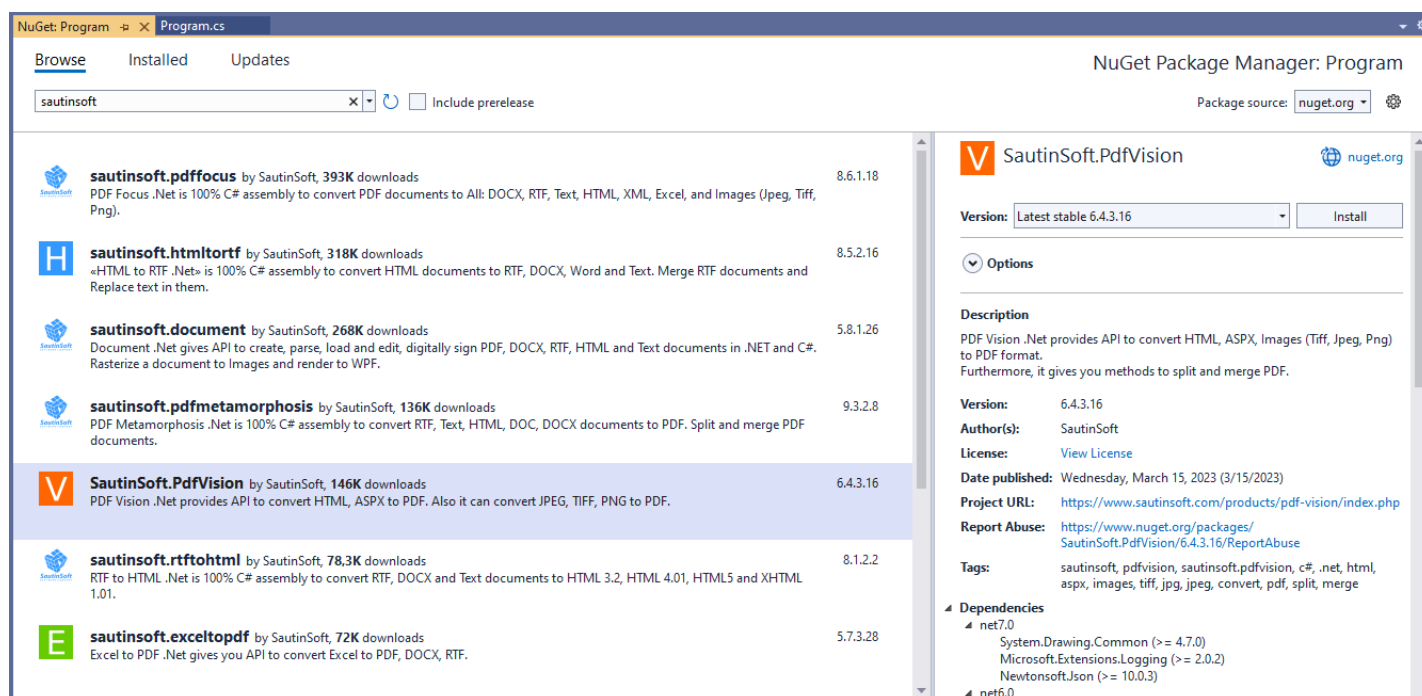 NuGet: Program
Program.cs
Browse
Installed
Updates
NuGet Package Manager: Program
sautinsoft
Include prerelease
Package source:
nuget.org
sautinsoft.pdffocus by SautinSoft, 393K downloads
8.6.1.18
PDF Focus .Net is 100% C# assembly to convert PDF documents to All: DOCX, RTF, Text, HTML, XML, Excel, and Images (Jpeg, Tiff,
Png).
SautinSoft
H
sautinsoft.htmltortf by SautinSoft, 318K downloads
8.5.2.16
«HTML to RTF .Net» is 100% C# assembly to convert HTML documents to RTF, DOCX, Word and Text. Merge RTF documents and
Replace text in them.
sautinsoft.document by SautinSoft, 268K downloads
5.8.1.26
Document .Net gives API to create, parse, load and edit, digitally sign PDF, DOCX, RTF, HTML and Text documents in .NET and C#.
Rasterize a document to Images and render to WPF.
SautinSoft
sautinsoft.pdfmetamorphosis by SautinSoft, 136K downloads
9.3.2.8
PDF Metamorphosis .Net is 100% C# assembly to convert RTF, Text, HTML, DOC, DOCX documents to PDF. Split and merge PDF
documents.
SautinSoft
V
SautinSoft.PdfVision by SautinSoft, 146K downloads
6.4.3.16
PDF Vision .Net provides API to convert HTML, ASPX to PDF. Also it can convert JPEG, TIFF, PNG to PDF.
sautinsoft.rtftohtml by SautinSoft, 78,3K downloads
8.1.2.2
RTF to HTML .Net is 100% C# assembly to convert RTF, DOCX and Text documents to HTML 3.2, HTML 4.01, HTML5 and XHTML
1.01.
SautinSoft
E
sautinsoft.exceltopdf by SautinSoft, 72K downloads
5.7.3.28
Excel to PDF .Net gives you API to convert Excel to PDF, DOCX, RTF.
V
SautinSoft.PdfVision
nuget.org
Version:
Latest stable 6.4.3.16
Install
Options
Description
PDF Vision .Net provides API to convert HTML, ASPX, Images (Tiff, Jpeg, Png)
to PDF format.
Furthermore, it gives you methods to split and merge PDF.
Version: 6.4.3.16
Author(s): SautinSoft
License: View License
Date published: Wednesday, March 15, 2023 (3/15/2023)
Project URL: https://www.sautinsoft.com/products/pdf-vision/index.php
Report Abuse: https://www.nuget.org/packages/
SautinSoft.PdfVision/6.4.3.16/ReportAbuse
Tags: sautinsoft, pdfvision, sautinsoft.pdfvision, c#, .net, html,
aspx, images, tiff, jpg, jpeg, convert, pdf, split, merge
Dependencies
net7.0
System.Drawing.Common (>= 4.7.0)
Microsoft.Extensions.Logging (>= 2.0.2)
Newtonsoft.Json (>= 10.0.3)
net6.0